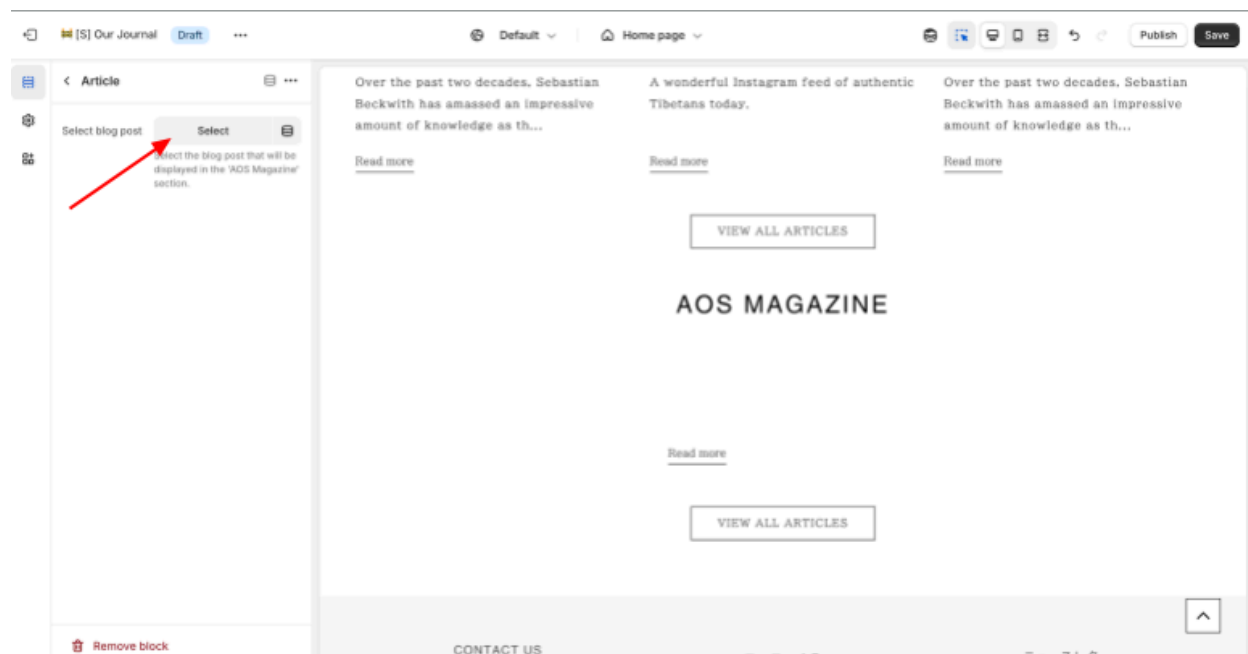 [S] Our Journal Draft ... Default Home page Publish Save
Article
Select blog post Select
Select the blog post that will be
displayed in the 'AOS Magazine'
section.
Remove block
Over the past two decades, Sebastian
Beckwith has amassed an impressive
amount of knowledge as th...
Read more
A wonderful Instagram feed of authentic
Tibetans today.
Read more
Over the past two decades, Sebastian
Beckwith has amassed an impressive
amount of knowledge as th...
Read more
VIEW ALL ARTICLES
AOS MAGAZINE
Read more
VIEW ALL ARTICLES
CONTACT US